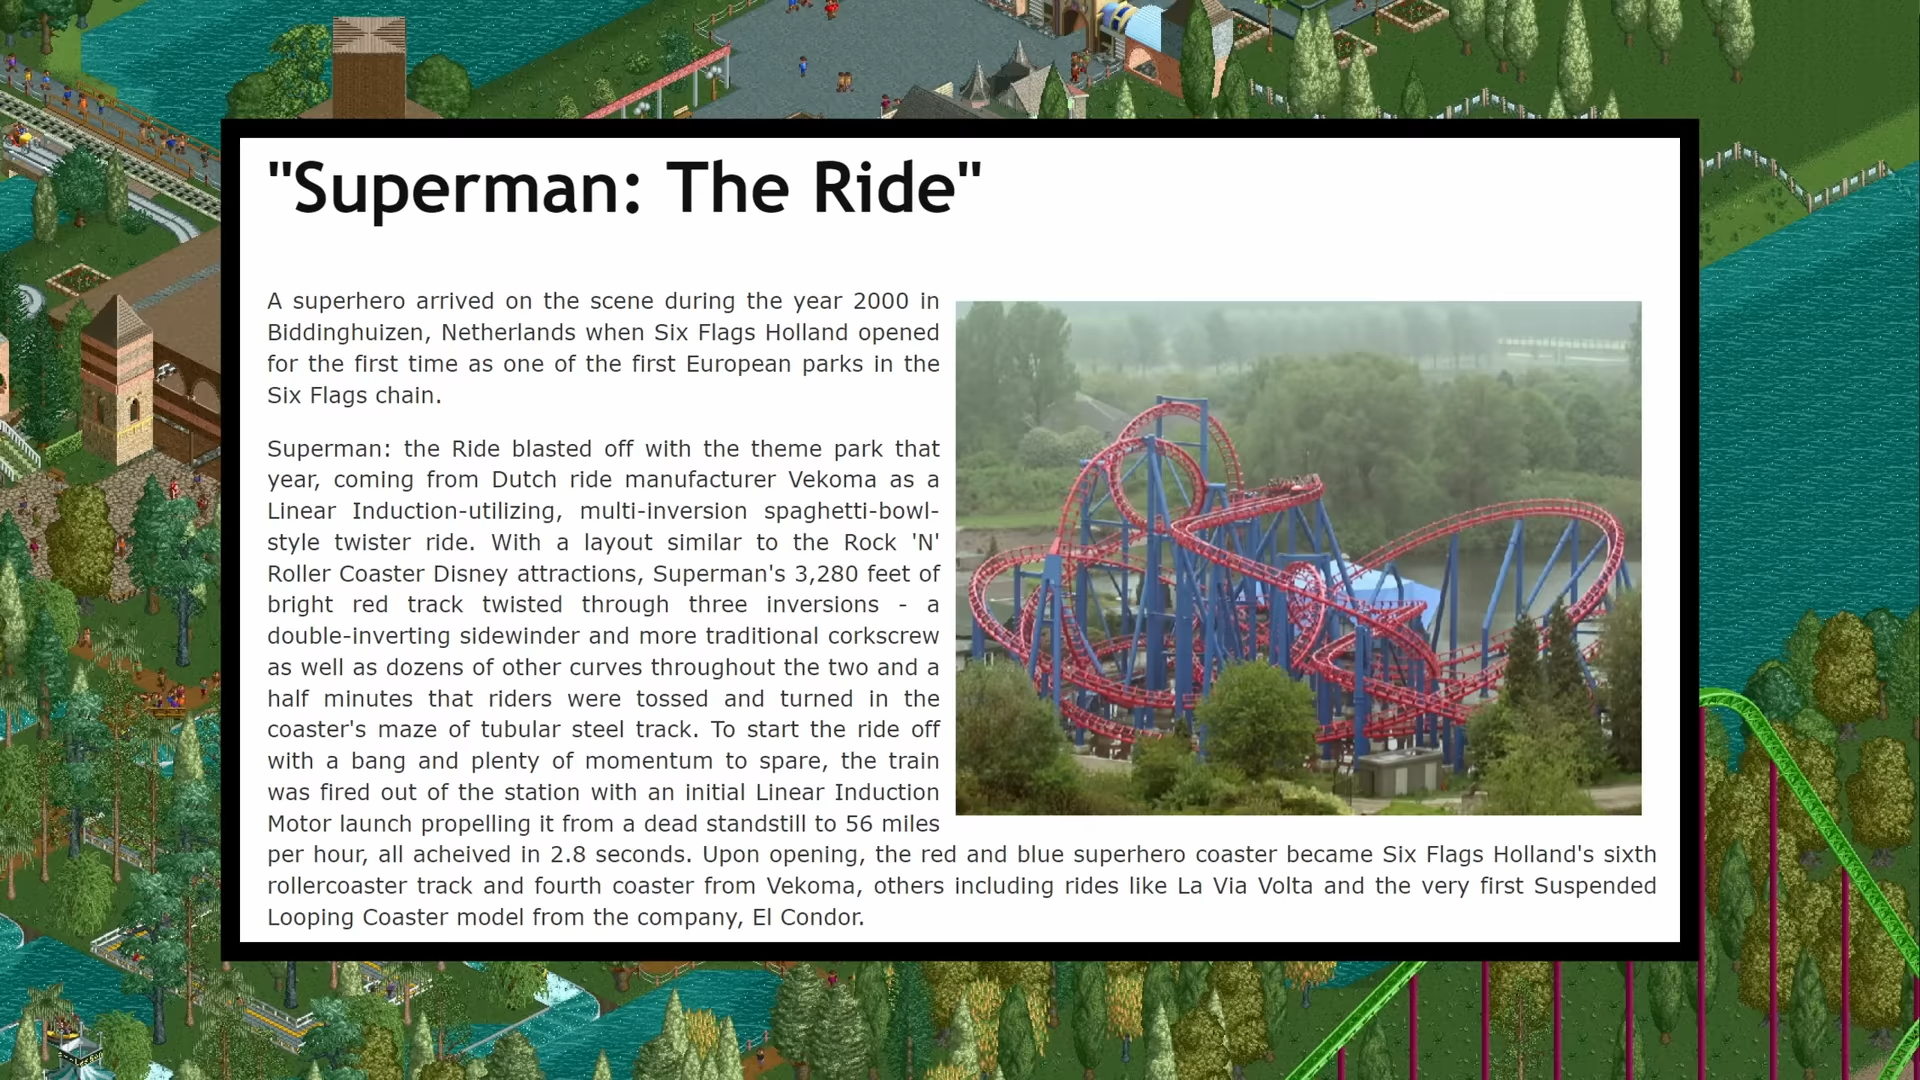 "Superman: The Ride"
A superhero arrived on the scene during the year 2000 in
Biddinghuizen, Netherlands when Six Flags Holland opened
for the first time as one of the first European parks in the
Six Flags chain.
Superman: the Ride blasted off with the theme park that
year, coming from Dutch ride manufacturer Vekoma as a
Linear Induction-utilizing, multi-inversion spaghetti-bowl-
style twister ride. With a layout similar to the Rock 'N'
Roller Coaster Disney attractions, Superman's 3,280 feet of
bright red track twisted through three inversions - a
double-inverting sidewinder and more traditional corkscrew
as well as dozens of other curves throughout the two and a
half minutes that riders were tossed and turned in the
coaster's maze of tubular steel track. To start the ride off
with a bang and plenty of momentum to spare, the train
was fired out of the station with an initial Linear Induction
Motor launch propelling it from a dead standstill to 56 miles
per hour, all acheived in 2.8 seconds. Upon opening, the red and blue superhero coaster became Six Flags Holland's sixth
rollercoaster track and fourth coaster from Vekoma, others including rides like La Via Volta and the very first Suspended
Looping Coaster model from the company, El Condor.